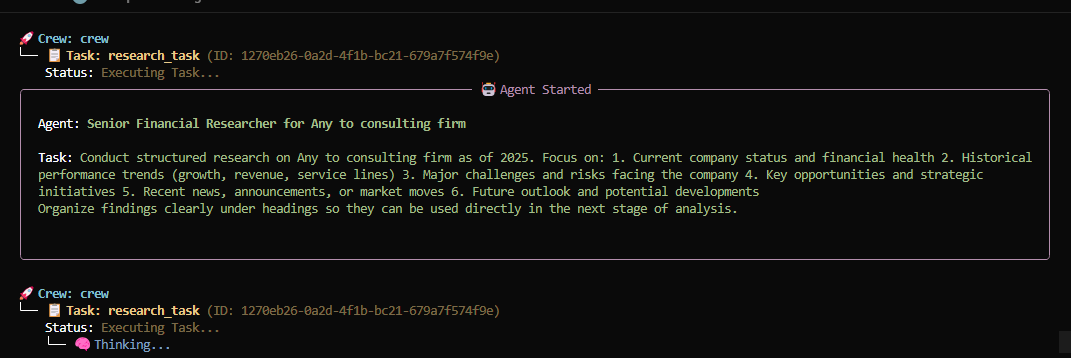 Crew: crew
Task: research_task (ID: 1270eb26-0a2d-4f1b-bc21-679a7f574f9e)
Status: Executing Task...
Agent Started
Agent: Senior Financial Researcher for Any to consulting firm
Task: Conduct structured research on Any to consulting firm as of 2025. Focus on: 1. Current company status and financial health 2. Historical
performance trends (growth, revenue, service lines) 3. Major challenges and risks facing the company 4. Key opportunities and strategic
initiatives 5. Recent news, announcements, or market moves 6. Future outlook and potential developments
Organize findings clearly under headings so they can be used directly in the next stage of analysis.
Crew: crew
Task: research_task (ID: 1270eb26-0a2d-4f1b-bc21-679a7f574f9e)
Status: Executing Task...
Thinking...